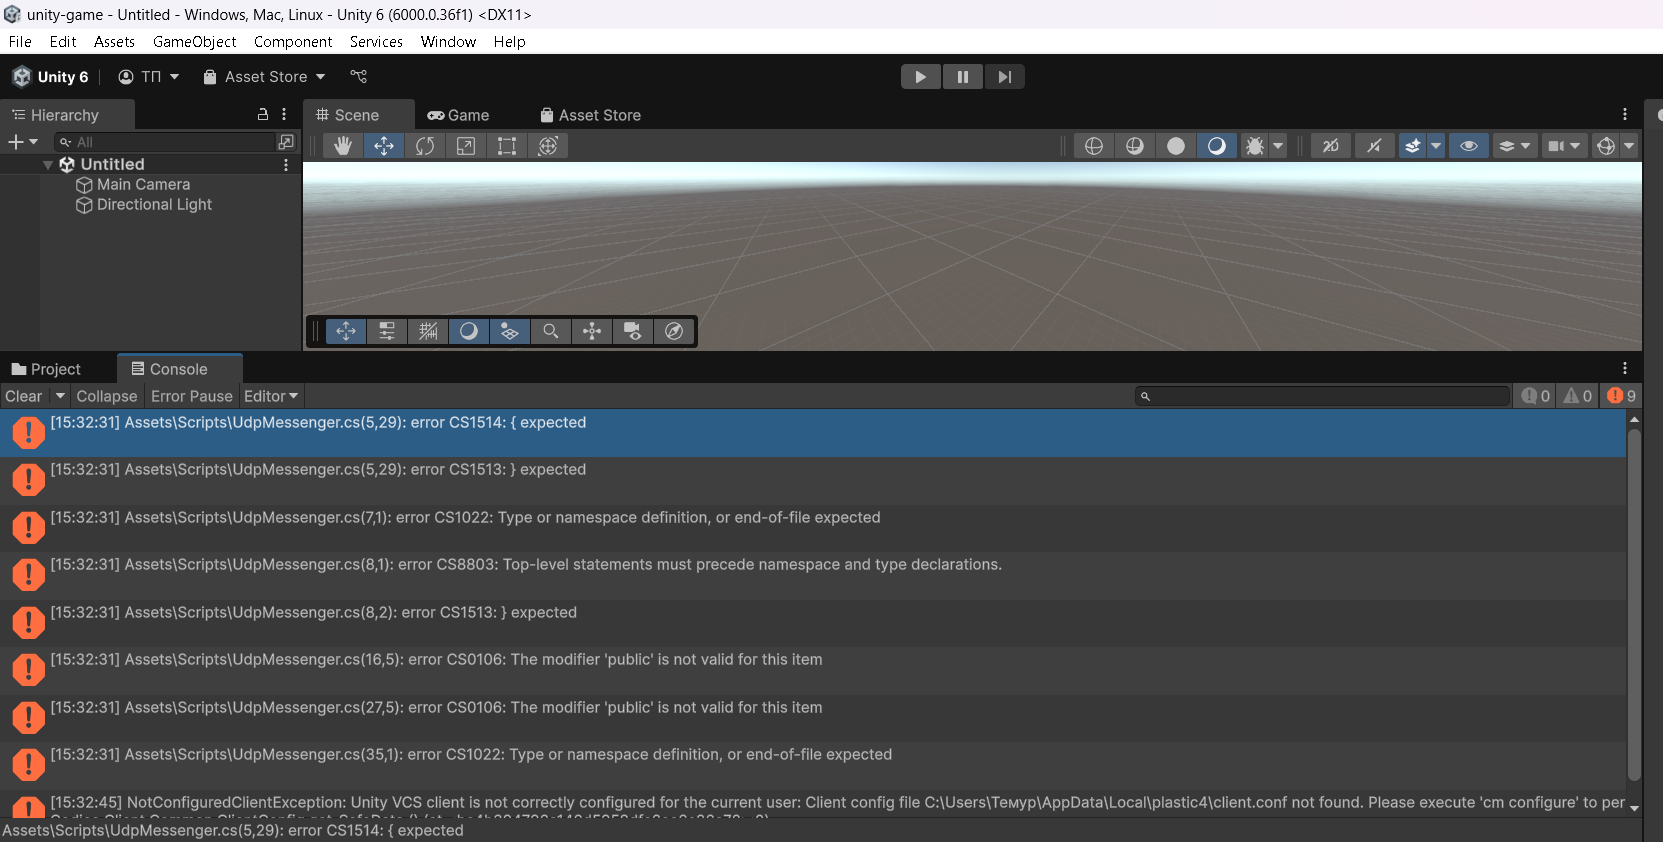 unity-game - Untitled - Windows, Mac, Linux - Unity 6 (6000.0.36f1) <DX11>
File Edit Assets GameObject Component Services Window Help
Unity 6 ТП Asset Store
Hierarchy
Scene Game Asset Store
All
2D
Untitled
Main Camera
Directional Light
Project Console
Clear Collapse Error Pause Editor 0 0 9
[15:32:31] Assets\Scripts\UdpMessenger.cs(5,29): error CS1514: { expected
[15:32:31] Assets\Scripts\UdpMessenger.cs(5,29): error CS1513: } expected
[15:32:31] Assets\Scripts\UdpMessenger.cs(7,1): error CS1022: Type or namespace definition, or end-of-file expected
[15:32:31] Assets\Scripts\UdpMessenger.cs(8,1): error CS8803: Top-level statements must precede namespace and type declarations.
[15:32:31] Assets\Scripts\UdpMessenger.cs(8,2): error CS1513: } expected
[15:32:31] Assets\Scripts\UdpMessenger.cs(16,5): error CS0106: The modifier 'public' is not valid for this item
[15:32:31] Assets\Scripts\UdpMessenger.cs(27,5): error CS0106: The modifier 'public' is not valid for this item
[15:32:31] Assets\Scripts\UdpMessenger.cs(35,1): error CS1022: Type or namespace definition, or end-of-file expected
[15:32:45] NotConfiguredClientException: Unity VCS client is not correctly configured for the current user: Client config file C:\Users\Темур\AppData\Local\plastic4\client.conf not found. Please execute 'cm configure' to per
Assets\Scripts\UdpMessenger.cs(5,29): error CS1514: { expected